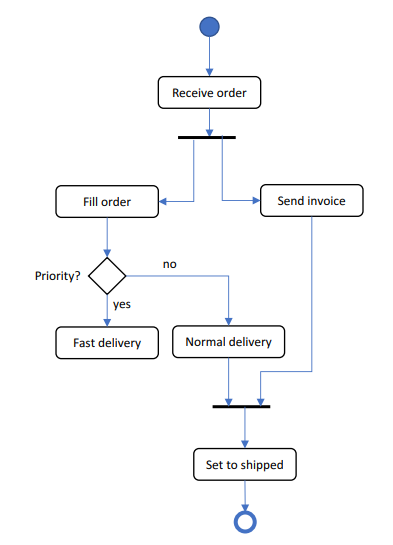 Receive order
Fill order
Send invoice
Priority?
no
yes
Fast delivery
Normal delivery
Set to shipped